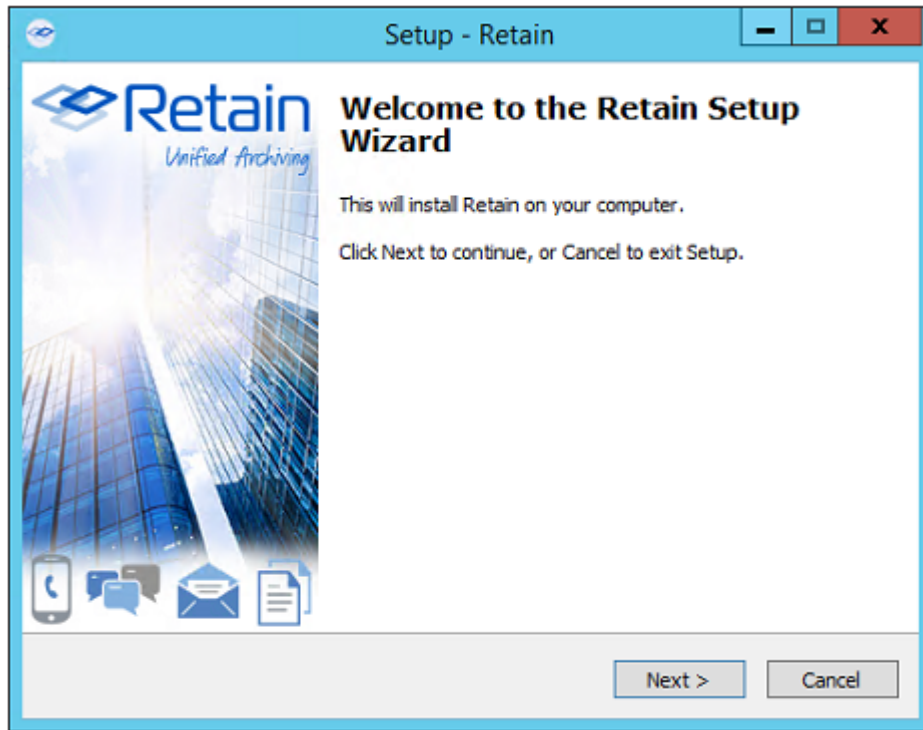 Setup - Retain
Retain
Unified Archiving
Welcome to the Retain Setup
Wizard
This will install Retain on your computer.
Click Next to continue, or Cancel to exit Setup.
Next >
Cancel